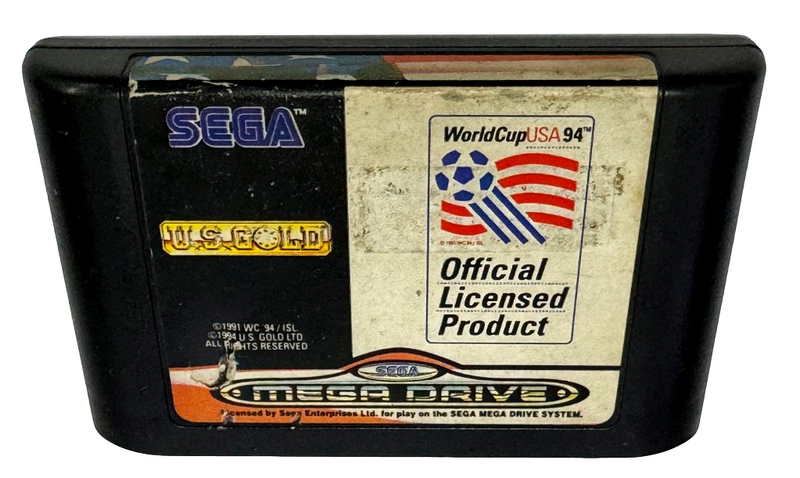 SEGA™
WorldCupUSA94™
U.S. GOLD
Official
Licensed
Product
©1991 WC 94 / ISL
©1994 U S GOLD LTD
ALL RIGHTS RESERVED
SEGA
MEGA DRIVE
Licensed by Sega Enterprises Ltd. for play on the SEGA MEGA DRIVE SYSTEM.